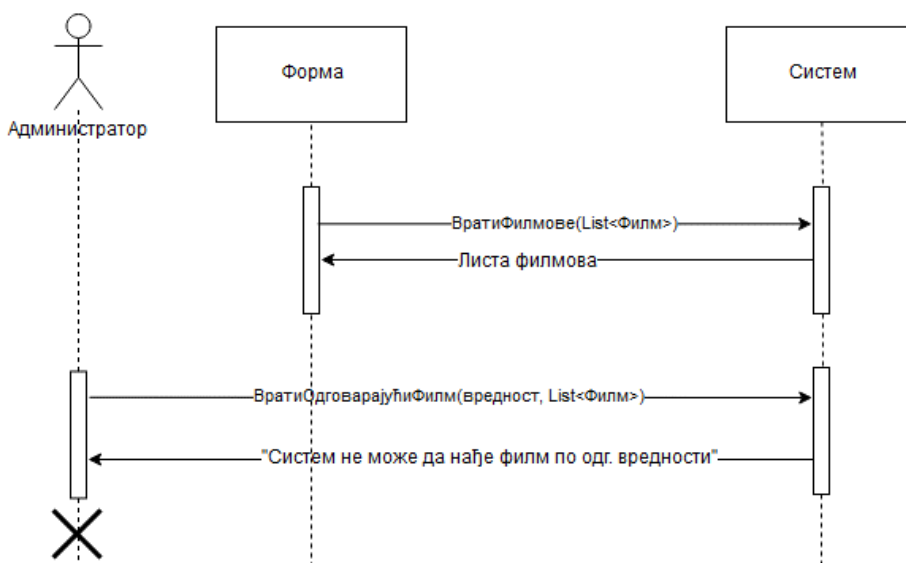 Форма
Систем
Администратор
ВратиФилмове(List<Филм>)
Листа филмова
ВратиОдговарајућиФилм(вредност, List<Филм>)
"Систем не може да нађе филм по одг. вредности"